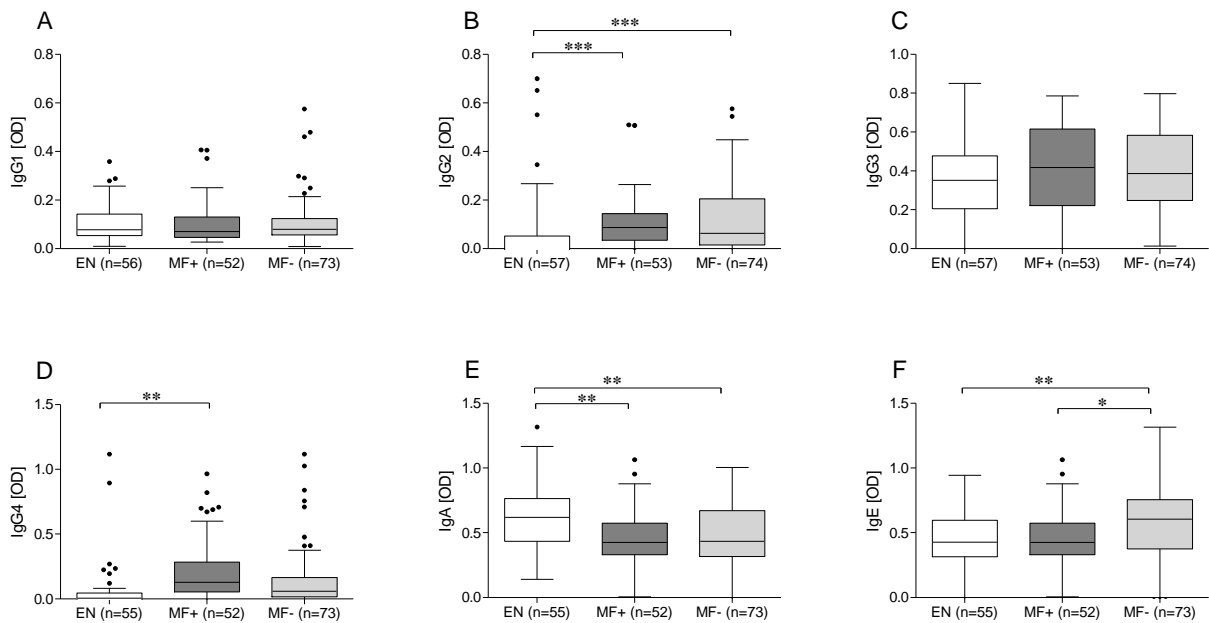 A
IgG1 [OD]
0.8
0.6
0.4
0.2
0.0
EN (n=56) MF+ (n=52) MF- (n=73)
B
***
***
IgG2 [OD]
0.8
0.6
0.4
0.2
0.0
EN (n=57) MF+ (n=53) MF- (n=74)
C
IgG3 [OD]
1.0
0.8
0.6
0.4
0.2
0.0
EN (n=57) MF+ (n=53) MF- (n=74)
D
**
IgG4 [OD]
1.5
1.0
0.5
0.0
EN (n=55) MF+ (n=52) MF- (n=73)
E
**
**
IgA [OD]
1.5
1.0
0.5
0.0
EN (n=55) MF+ (n=52) MF- (n=73)
F
**
*
IgE [OD]
1.5
1.0
0.5
0.0
EN (n=55) MF+ (n=52) MF- (n=73)